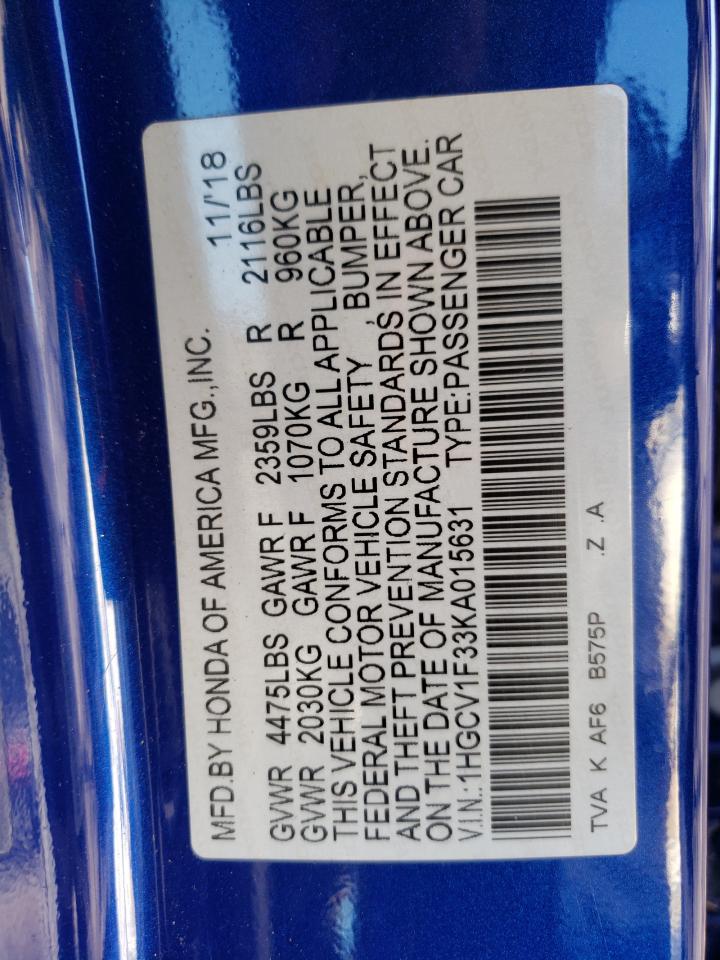 MFD.BY HONDA OF AMERICA MFG.,INC. 11/'18
GVWR 4475LBS GAWR F 2359LBS R 2116LBS
GVWR 2030KG GAWR F 1070KG R 960KG
THIS VEHICLE CONFORMS TO ALL APPLICABLE
FEDERAL MOTOR VEHICLE SAFETY , BUMPER,
AND THEFT PREVENTION STANDARDS IN EFFECT
ON THE DATE OF MANUFACTURE SHOWN ABOVE.
V.I.N.:1HGCV1F33KA015631 TYPE:PASSENGER CAR
TVA K AF6 B575P .Z .A